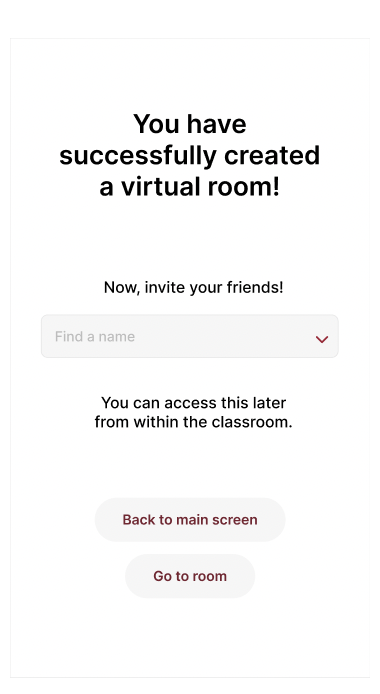 You have
successfully created
a virtual room!
Now, invite your friends!
Find a name
You can access this later
from within the classroom.
Back to main screen
Go to room